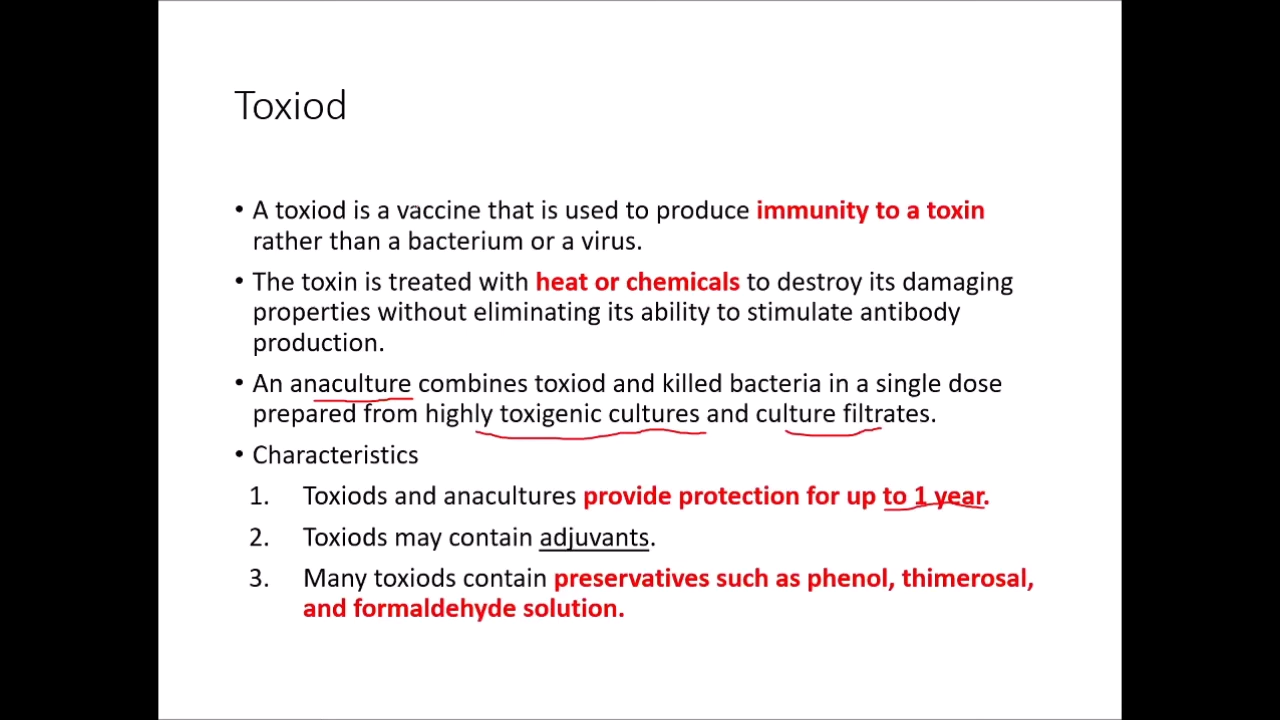 Toxiod
• A toxiod is a vaccine that is used to produce immunity to a toxin
rather than a bacterium or a virus.
• The toxin is treated with heat or chemicals to destroy its damaging
properties without eliminating its ability to stimulate antibody
production.
• An anaculture combines toxiod and killed bacteria in a single dose
prepared from highly toxigenic cultures and culture filtrates.
• Characteristics
1. Toxiods and anacultures provide protection for up to 1 year.
2. Toxiods may contain adjuvants.
3. Many toxiods contain preservatives such as phenol, thimerosal,
and formaldehyde solution.